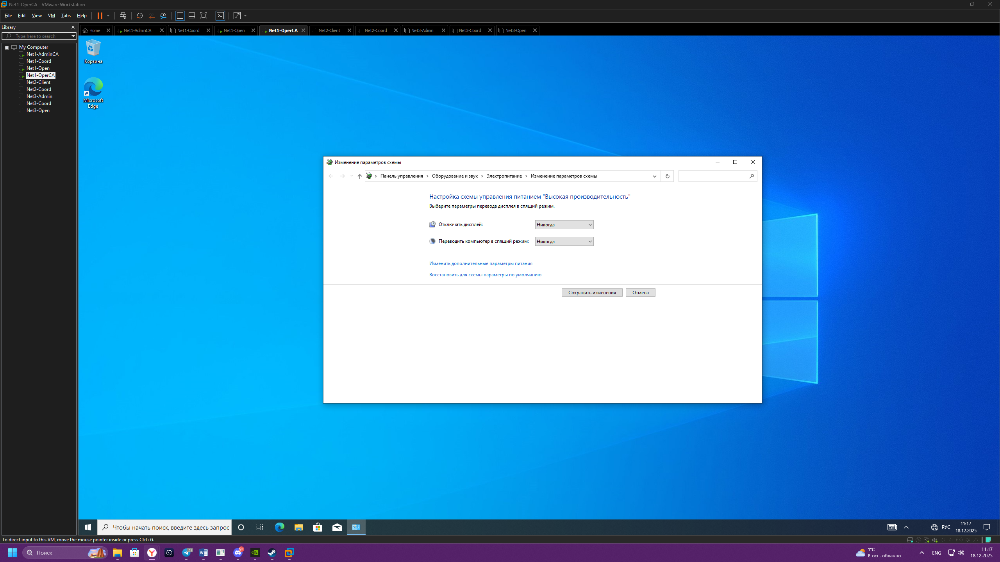 Net1-OperCA - VMware Workstation
File Edit View VM Tabs Help
Library
Type here to search
My Computer
Net1-AdminCA
Net1-Coord
Net1-Open
Net1-OperCA
Net2-Client
Net2-Coord
Net3-Admin
Net3-Coord
Net3-Open
Home Net1-AdminCA Net1-Coord Net1-Open Net1-OperCA Net2-Client Net2-Coord Net3-Admin Net3-Coord Net3-Open
Корзина
Microsoft
Edge
Изменение параметров схемы
Панель управления Оборудование и звук Электропитание Изменение параметров схемы
Настройка схемы управления питанием "Высокая производительность"
Выберите параметры перевода дисплея в спящий режим.
Отключать дисплей: Никогда
Переводить компьютер в спящий режим: Никогда
Изменить дополнительные параметры питания
Восстановить для схемы параметры по умолчанию
Сохранить изменения Отмена
Чтобы начать поиск, введите здесь запрос
РУС
11:17
18.12.2025
To direct input to this VM, move the mouse pointer inside or press Ctrl+G.
Поиск
52
9+
1°C
В осн. облачно
ENG
11:17
18.12.2025